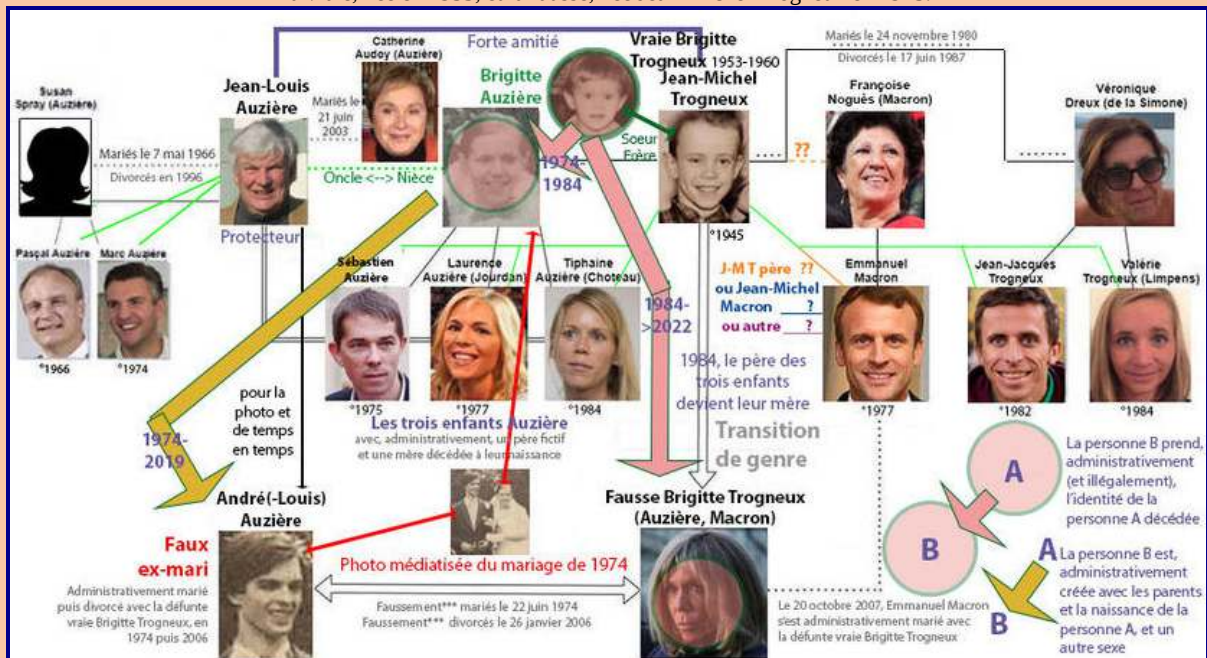 Forte amitié
Vraie Brigitte
Trogneux 1953-1960
Mariés le 24 novembre 1980
Divorcés le 17 juin 1987
Susan
Spray (Auzière)
Jean-Louis
Auzière
Catherine
Audoy (Auzière)
Brigitte
Auzière
Jean-Michel
Trogneux
Françoise
Noguès (Macron)
Véronique
Dreux (de la Simone)
Mariés le
21 juin
2003
Mariés le 7 mai 1966
Divorcés en 1996
Soeur
Frère
??
Oncle <--> Nièce
1974-
1984
Protecteur
°1945
Pascal Auzière
Marc Auzière
Sébastien
Auzière
Laurence
Auzière (Jourdan)
Tiphaine
Auzière (Choteau)
J-M T père ??
ou Jean-Michel
Macron ?
ou autre ?
Emmanuel
Macron
Jean-Jacques
Trogneux
Valérie
Trogneux (Limpens)
1984-
>2022
°1966
°1974
°1975
°1977
°1984
1984, le père des
trois enfants
devient leur mère
°1977
°1982
°1984
pour la
photo et
de temps
en temps
Les trois enfants Auzière
avec, administrativement, un père fictif
et une mère décédée à leur naissance
1974-
2019
Transition
de genre
André(-Louis)
Auzière
Fausse Brigitte Trogneux
(Auzière, Macron)
A
La personne B prend,
administrativement
(et illégalement),
l'identité de la
personne A décédée
B
Faux
ex-mari
Administrativement marié
puis divorcé avec la défunte
vraie Brigitte Trogneux, en
1974 puis 2006
Photo médiatisée du mariage de 1974
Faussement*** mariés le 22 juin 1974
Faussement*** divorcés le 26 janvier 2006
Le 20 octobre 2007, Emmanuel Macron
s'est administrativement marié avec
la défunte vraie Brigitte Trogneux
A
B
La personne B est,
administrativement
créée avec les parents
et la naissance de la
personne A, et un
autre sexe